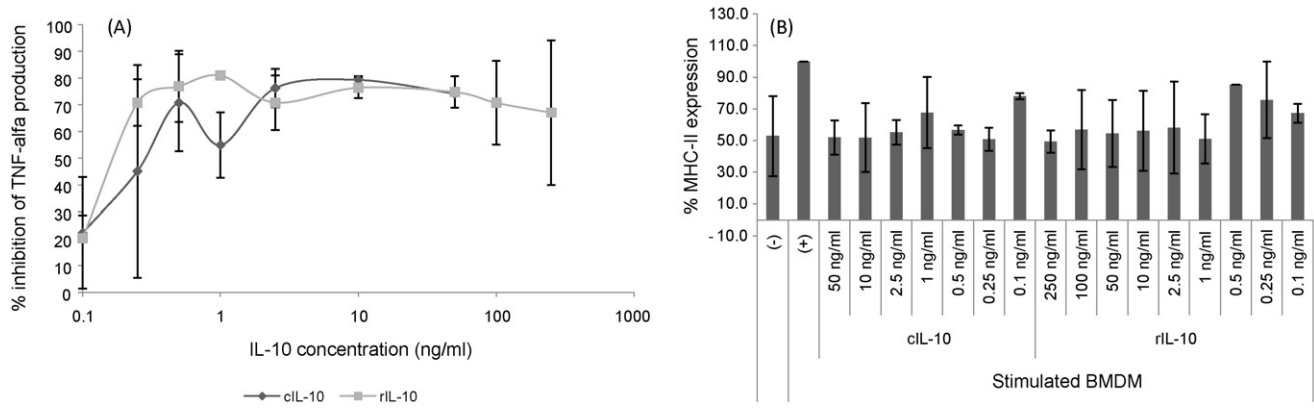 (A)
% inhibition of TNF-alfa production
100
90
80
70
60
50
40
30
20
10
0
0.1
1
10
100
1000
IL-10 concentration (ng/ml)
cIL-10
rIL-10
(B)
% MHC-II expression
130.0
110.0
90.0
70.0
50.0
30.0
10.0
- 10.0
(-)
(+)
50 ng/ml
10 ng/ml
2.5 ng/ml
1 ng/ml
0.5 ng/ml
0.25 ng/ml
0.1 ng/ml
250 ng/ml
100 ng/ml
50 ng/ml
10 ng/ml
2.5 ng/ml
1 ng/ml
0.5 ng/ml
0.25 ng/ml
0.1 ng/ml
cIL-10
rIL-10
Stimulated BMDM